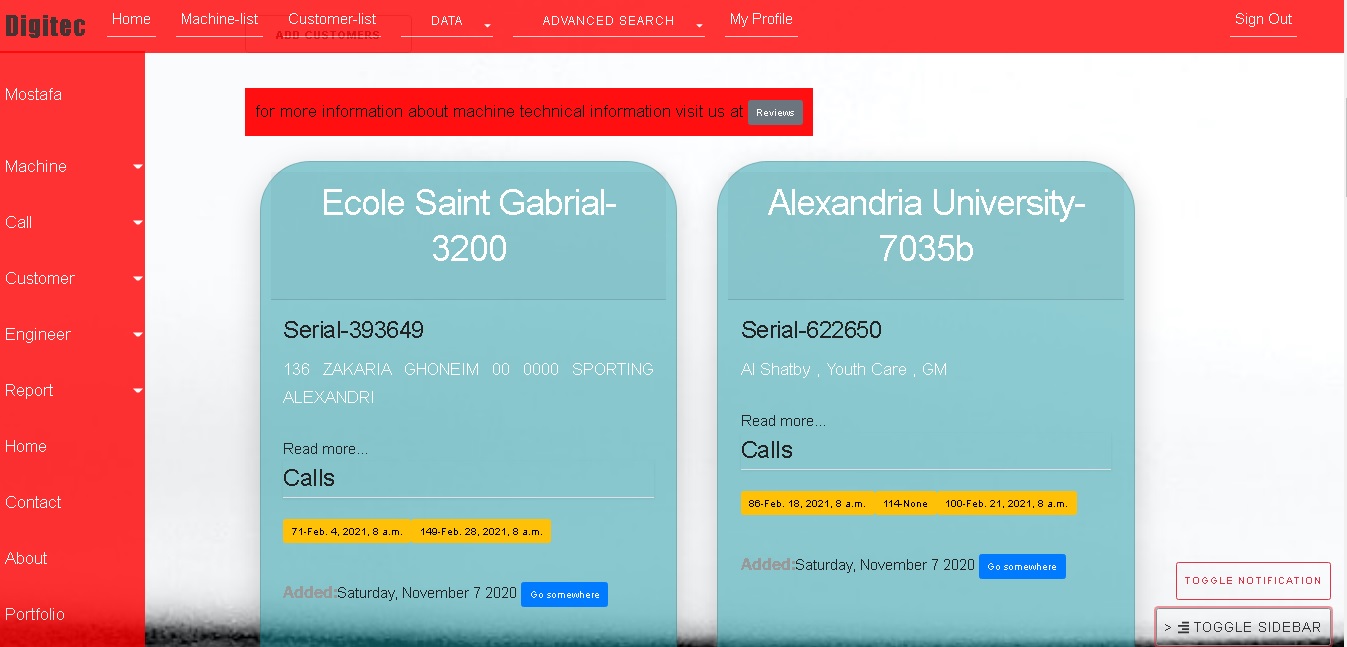 Digitec Home Machine-list Customer-list DATA ADVANCED SEARCH My Profile Sign Out
ADD CUSTOMERS
Mostafa
Machine
Call
Customer
Engineer
Report
Home
Contact
About
Portfolio
for more information about machine technical information visit us at Reviews
Ecole Saint Gabrial-
3200
Serial-393649
136 ZAKARIA GHONEIM 00 0000 SPORTING
ALEXANDRI
Read more...
Calls
71-Feb. 4, 2021, 8 a.m. 149-Feb. 28, 2021, 8 a.m.
Added:Saturday, November 7 2020 Go somewhere
Alexandria University-
7035b
Serial-622650
Al Shatby , Youth Care , GM
Read more...
Calls
86-Feb. 18, 2021, 8 a.m. 114-None 100-Feb. 21, 2021, 8 a.m.
Added:Saturday, November 7 2020 Go somewhere
TOGGLE NOTIFICATION
> TOGGLE SIDEBAR